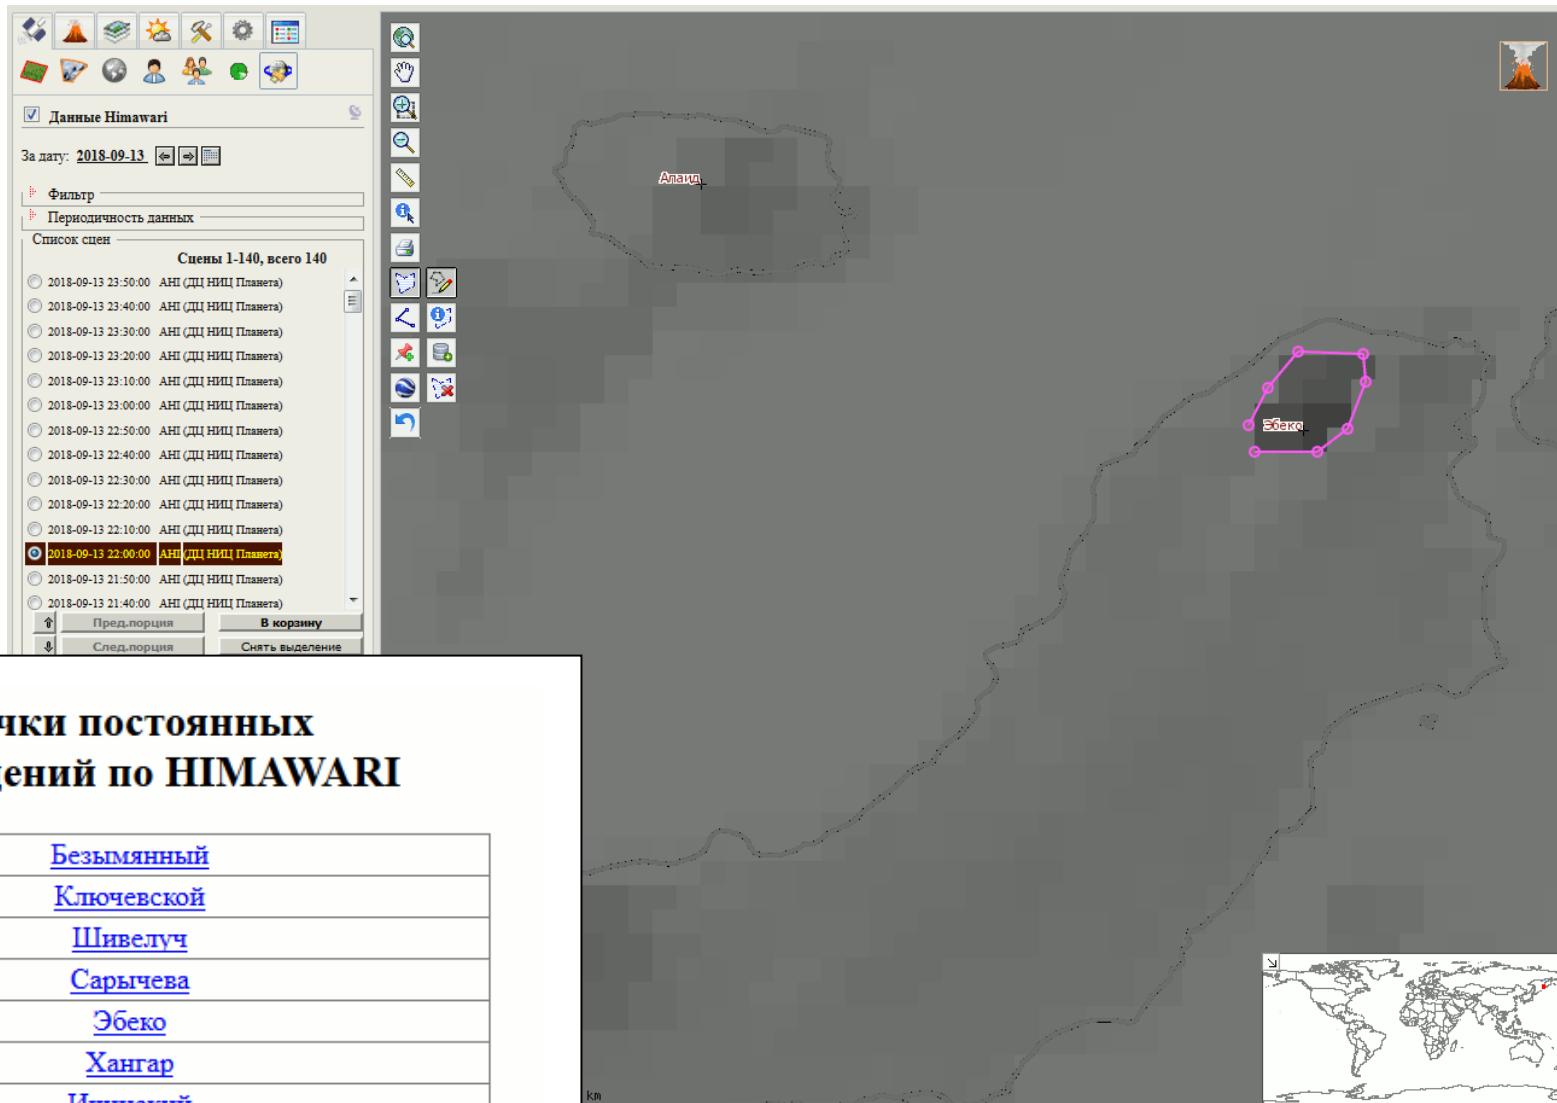 Данные Himawari
За дату: 2018-09-13
Фильтр
Периодичность данных
Список сцен
Сцены 1-140, всего 140
2018-09-13 23:50:00 AHI (ДЦ НИЦ Планета)
2018-09-13 23:40:00 AHI (ДЦ НИЦ Планета)
2018-09-13 23:30:00 AHI (ДЦ НИЦ Планета)
2018-09-13 23:20:00 AHI (ДЦ НИЦ Планета)
2018-09-13 23:10:00 AHI (ДЦ НИЦ Планета)
2018-09-13 23:00:00 AHI (ДЦ НИЦ Планета)
2018-09-13 22:50:00 AHI (ДЦ НИЦ Планета)
2018-09-13 22:40:00 AHI (ДЦ НИЦ Планета)
2018-09-13 22:30:00 AHI (ДЦ НИЦ Планета)
2018-09-13 22:20:00 AHI (ДЦ НИЦ Планета)
2018-09-13 22:10:00 AHI (ДЦ НИЦ Планета)
2018-09-13 22:00:00 AHI (ДЦ НИЦ Планета)
2018-09-13 21:50:00 AHI (ДЦ НИЦ Планета)
2018-09-13 21:40:00 AHI (ДЦ НИЦ Планета)
Пред.порция В корзину
След.порция Снять выделение
Алаид
Эбеко
чки постоянных
ений по HIMAWARI
Безымянный
Ключевской
Шивелуч
Сарычева
Эбеко
Хангар
km